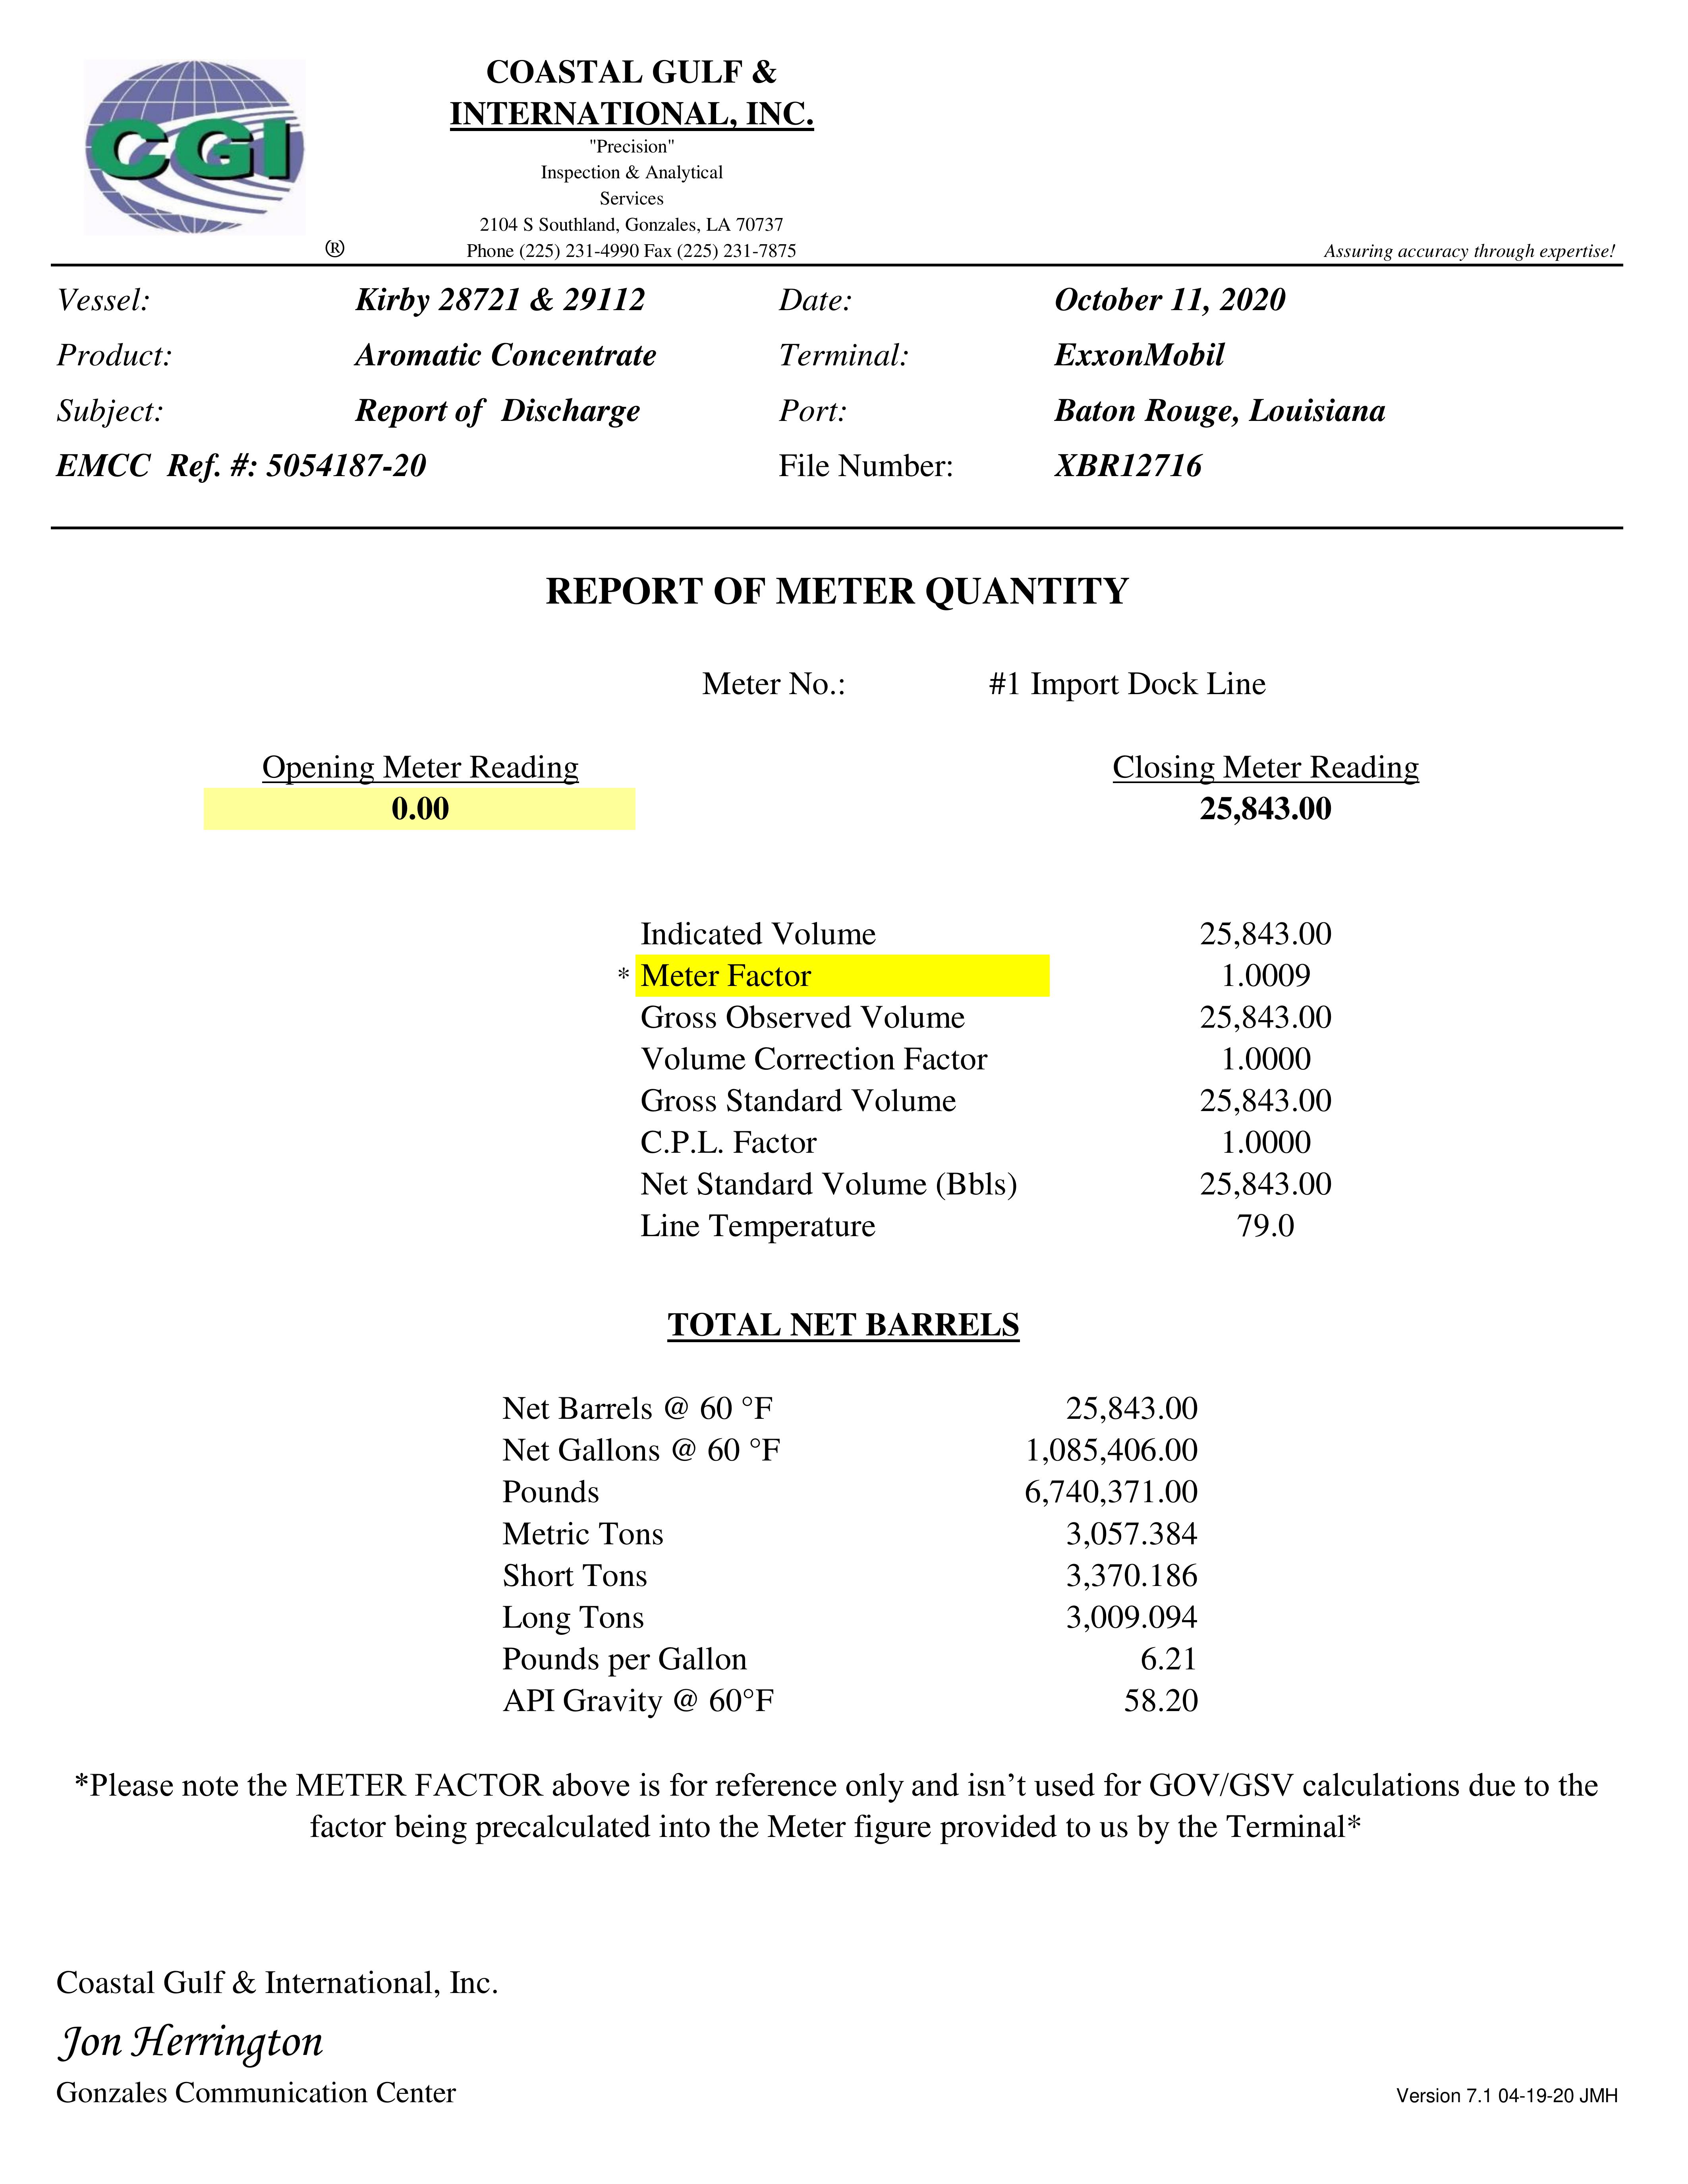 CGI
®
COASTAL GULF &
INTERNATIONAL, INC.
"Precision"
Inspection & Analytical
Services
2104 S Southland, Gonzales, LA 70737
Phone (225) 231-4990 Fax (225) 231-7875
Assuring accuracy through expertise!
Vessel: Kirby 28721 & 29112 Date: October 11, 2020
Product: Aromatic Concentrate Terminal: ExxonMobil
Subject: Report of Discharge Port: Baton Rouge, Louisiana
EMCC Ref. #: 5054187-20 File Number: XBR12716
REPORT OF METER QUANTITY
Meter No.: #1 Import Dock Line
Opening Meter Reading Closing Meter Reading
0.00 25,843.00
Indicated Volume 25,843.00
* Meter Factor 1.0009
Gross Observed Volume 25,843.00
Volume Correction Factor 1.0000
Gross Standard Volume 25,843.00
C.P.L. Factor 1.0000
Net Standard Volume (Bbls) 25,843.00
Line Temperature 79.0
TOTAL NET BARRELS
Net Barrels @ 60 °F 25,843.00
Net Gallons @ 60 °F 1,085,406.00
Pounds 6,740,371.00
Metric Tons 3,057.384
Short Tons 3,370.186
Long Tons 3,009.094
Pounds per Gallon 6.21
API Gravity @ 60°F 58.20
*Please note the METER FACTOR above is for reference only and isn’t used for GOV/GSV calculations due to the
factor being precalculated into the Meter figure provided to us by the Terminal*
Coastal Gulf & International, Inc.
Jon Herrington
Gonzales Communication Center
Version 7.1 04-19-20 JMH